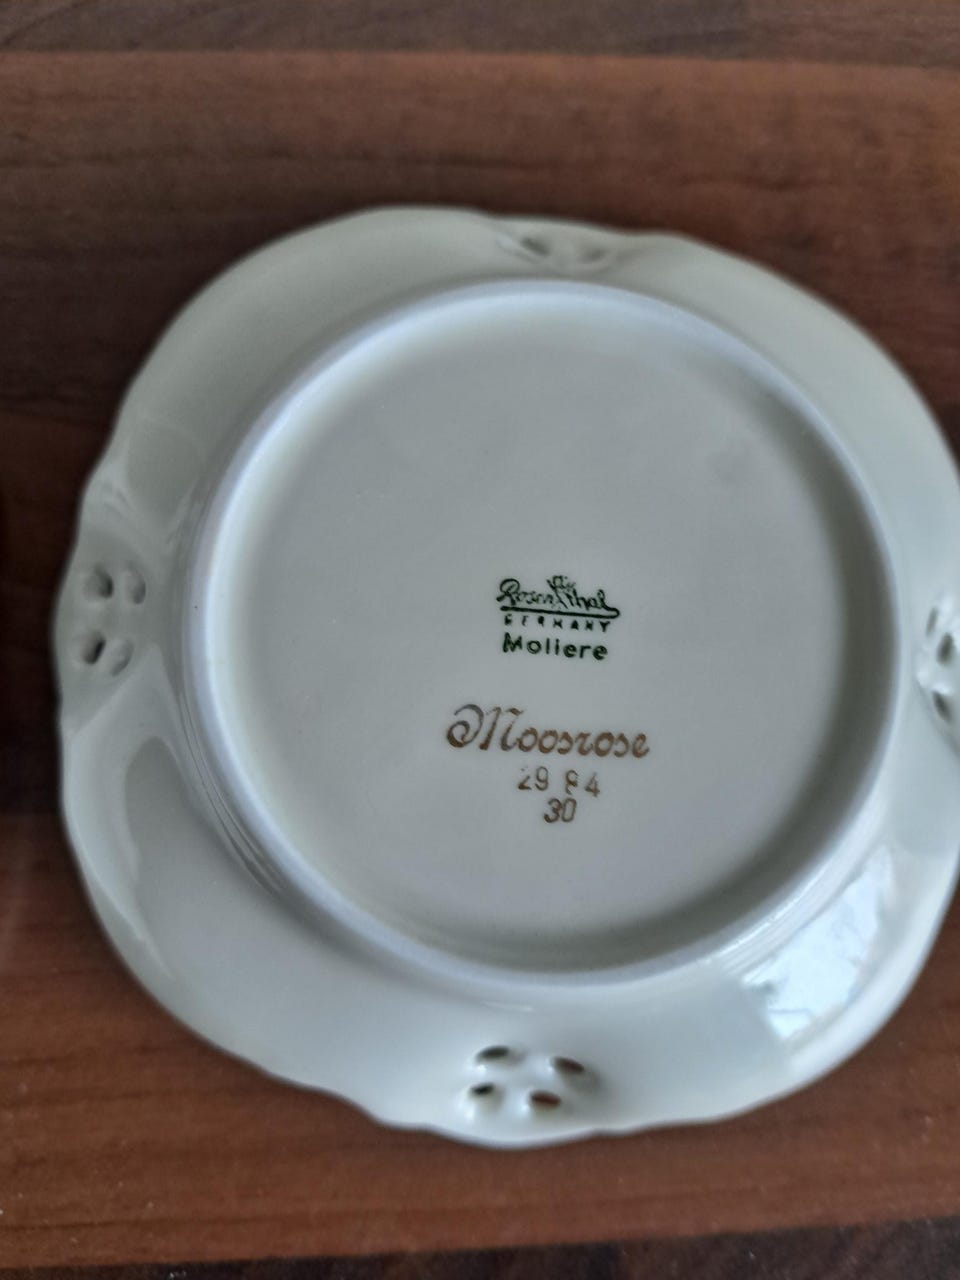 Rosenthal
GERMANY
Moliere
Moosrose
29 84
30